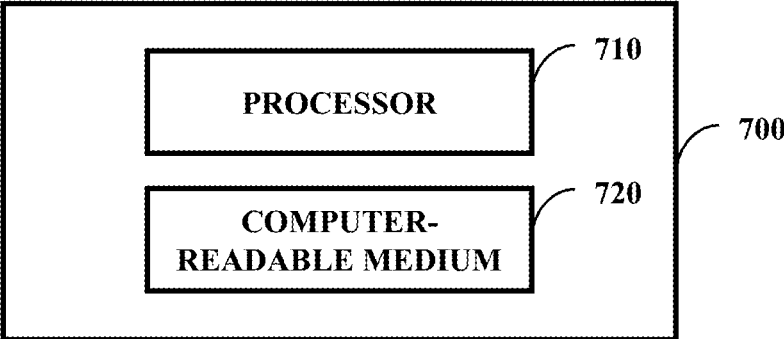 710
PROCESSOR
700
720
COMPUTER-
READABLE MEDIUM